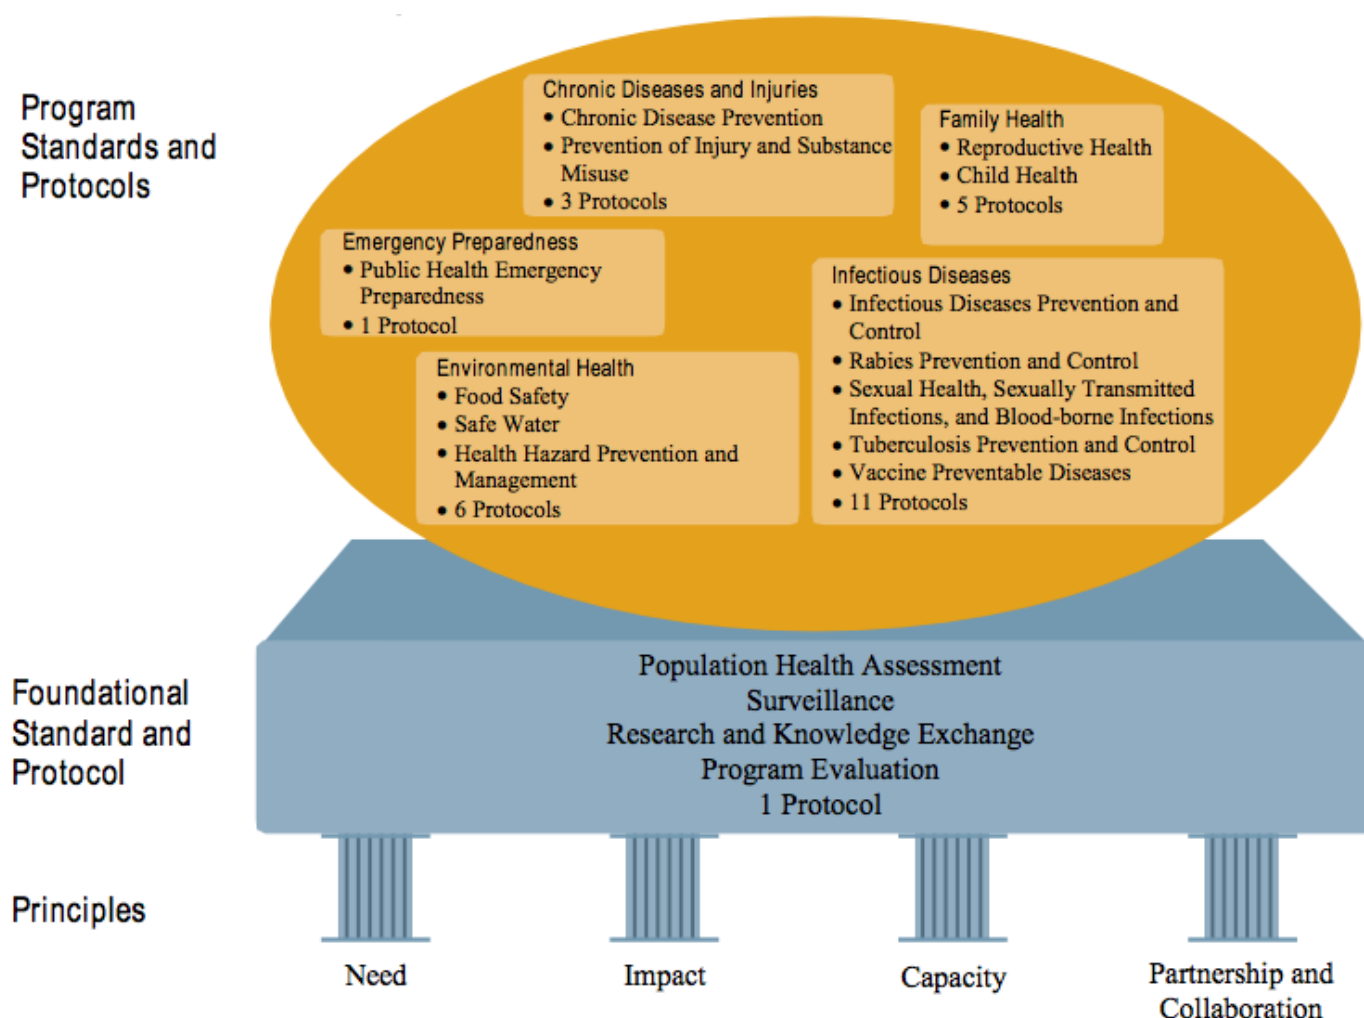 Program
Standards and
Protocols
Chronic Diseases and Injuries
• Chronic Disease Prevention
• Prevention of Injury and Substance
Misuse
• 3 Protocols
Family Health
• Reproductive Health
• Child Health
• 5 Protocols
Emergency Preparedness
• Public Health Emergency
Preparedness
• 1 Protocol
Infectious Diseases
• Infectious Diseases Prevention and
Control
• Rabies Prevention and Control
• Sexual Health, Sexually Transmitted
Infections, and Blood-borne Infections
• Tuberculosis Prevention and Control
• Vaccine Preventable Diseases
• 11 Protocols
Environmental Health
• Food Safety
• Safe Water
• Health Hazard Prevention and
Management
• 6 Protocols
Foundational
Standard and
Protocol
Population Health Assessment
Surveillance
Research and Knowledge Exchange
Program Evaluation
1 Protocol
Principles
Need
Impact
Capacity
Partnership and
Collaboration